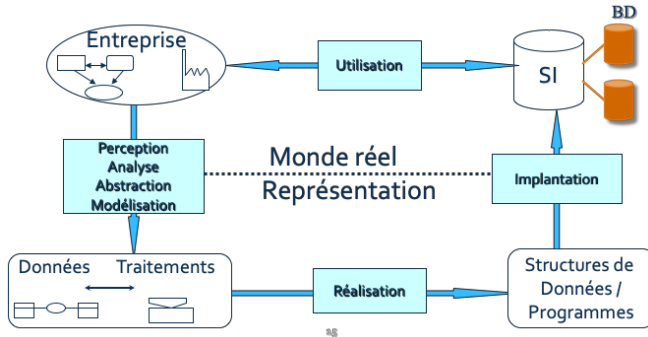 BD
Entreprise
Utilisation
SI
Perception
Analyse
Abstraction
Modélisation
Monde réel
Représentation
Implantation
Données
Traitements
Réalisation
Structures de
Données /
Programmes